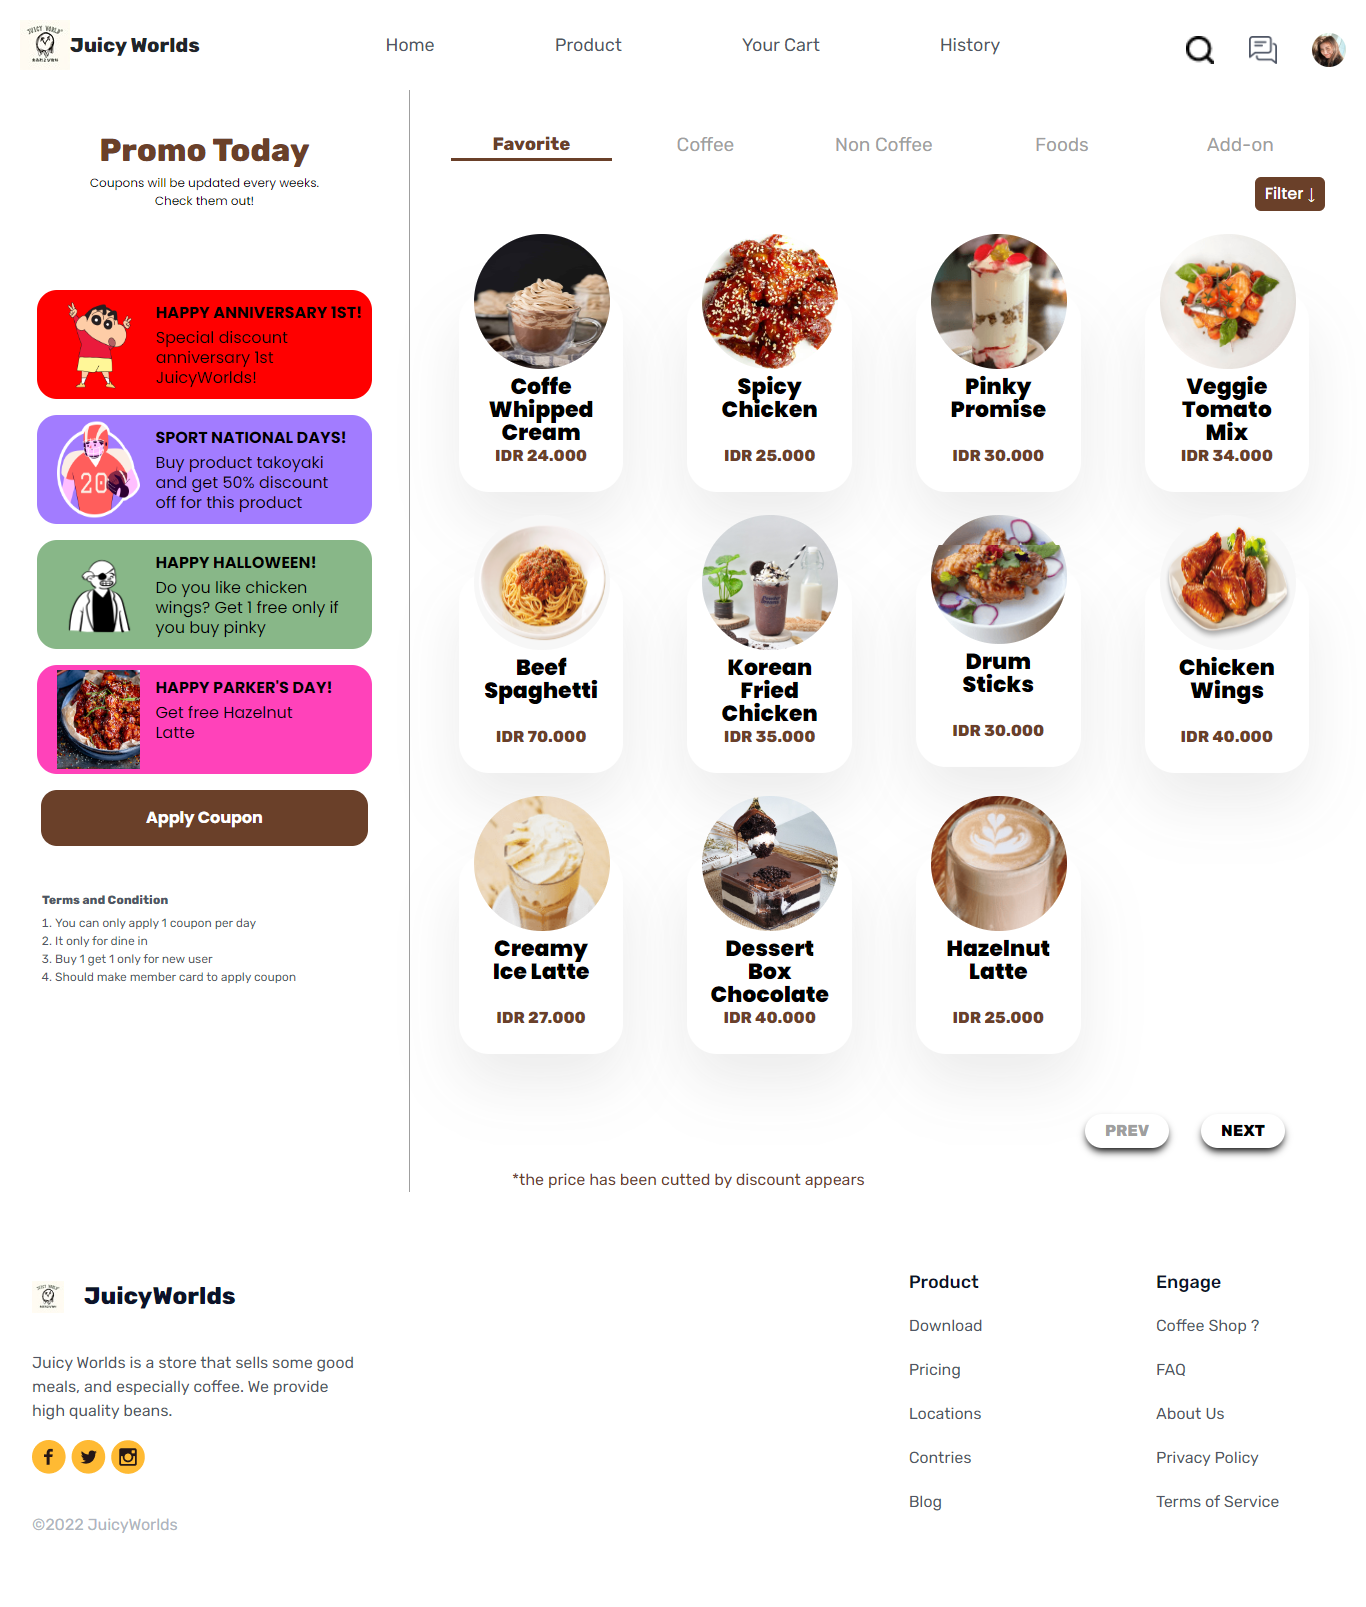 JUICY WORLD
Juicy Worlds
Home
Product
Your Cart
History
Promo Today
Coupons will be updated every weeks.
Check them out!
HAPPY ANNIVERSARY 1ST!
Special discount
anniversary 1st
JuicyWorlds!
SPORT NATIONAL DAYS!
Buy product takoyaki
and get 50% discount
off for this product
20
HAPPY HALLOWEEN!
Do you like chicken
wings? Get 1 free only if
you buy pinky
HAPPY PARKER'S DAY!
Get free Hazelnut
Latte
Apply Coupon
Terms and Condition
1. You can only apply 1 coupon per day
2. It only for dine in
3. Buy 1 get 1 only for new user
4. Should make member card to apply coupon
Favorite
Coffee
Non Coffee
Foods
Add-on
Filter ↓
Coffe
Whipped
Cream
IDR 24.000
Spicy
Chicken
IDR 25.000
Pinky
Promise
IDR 30.000
Veggie
Tomato
Mix
IDR 34.000
Beef
Spaghetti
IDR 70.000
Korean
Fried
Chicken
IDR 35.000
Drum
Sticks
IDR 30.000
Chicken
Wings
IDR 40.000
Creamy
Ice Latte
IDR 27.000
Dessert
Box
Chocolate
IDR 40.000
Hazelnut
Latte
IDR 25.000
PREV
NEXT
*the price has been cutted by discount appears
JuicyWorlds
Juicy Worlds is a store that sells some good
meals, and especially coffee. We provide
high quality beans.
©2022 JuicyWorlds
Product
Download
Pricing
Locations
Contries
Blog
Engage
Coffee Shop ?
FAQ
About Us
Privacy Policy
Terms of Service